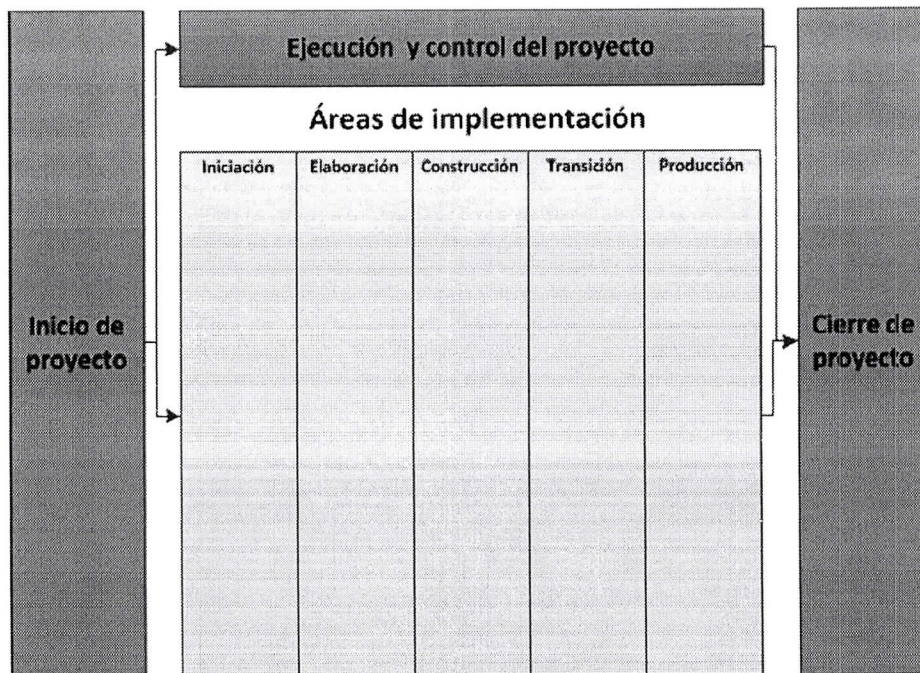 Ejecución y control del proyecto
Áreas de implementación
Iniciación
Elaboración
Construcción
Transición
Producción
Inicio de
proyecto
Cierre de
proyecto